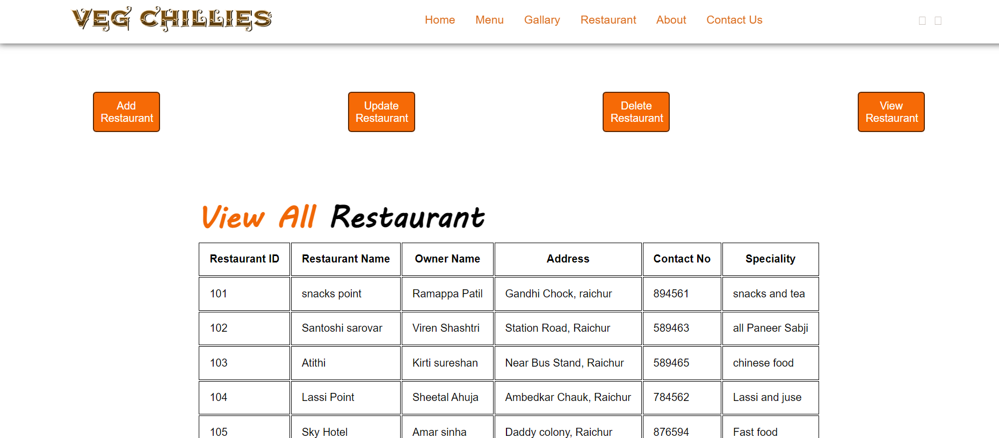 VEG CHILLIES
Home Menu Gallary Restaurant About Contact Us
Add Restaurant
Update Restaurant
Delete Restaurant
View Restaurant
View All Restaurant
Restaurant ID Restaurant Name Owner Name Address Contact No Speciality
101 snacks point Ramappa Patil Gandhi Chock, raichur 894561 snacks and tea
102 Santoshi sarovar Viren Shashtri Station Road, Raichur 589463 all Paneer Sabji
103 Atithi Kirti sureshan Near Bus Stand, Raichur 589465 chinese food
104 Lassi Point Sheetal Ahuja Ambedkar Chauk, Raichur 784562 Lassi and juse
105 Sky Hotel Amar sinha Daddy colony, Raichur 876594 Fast food